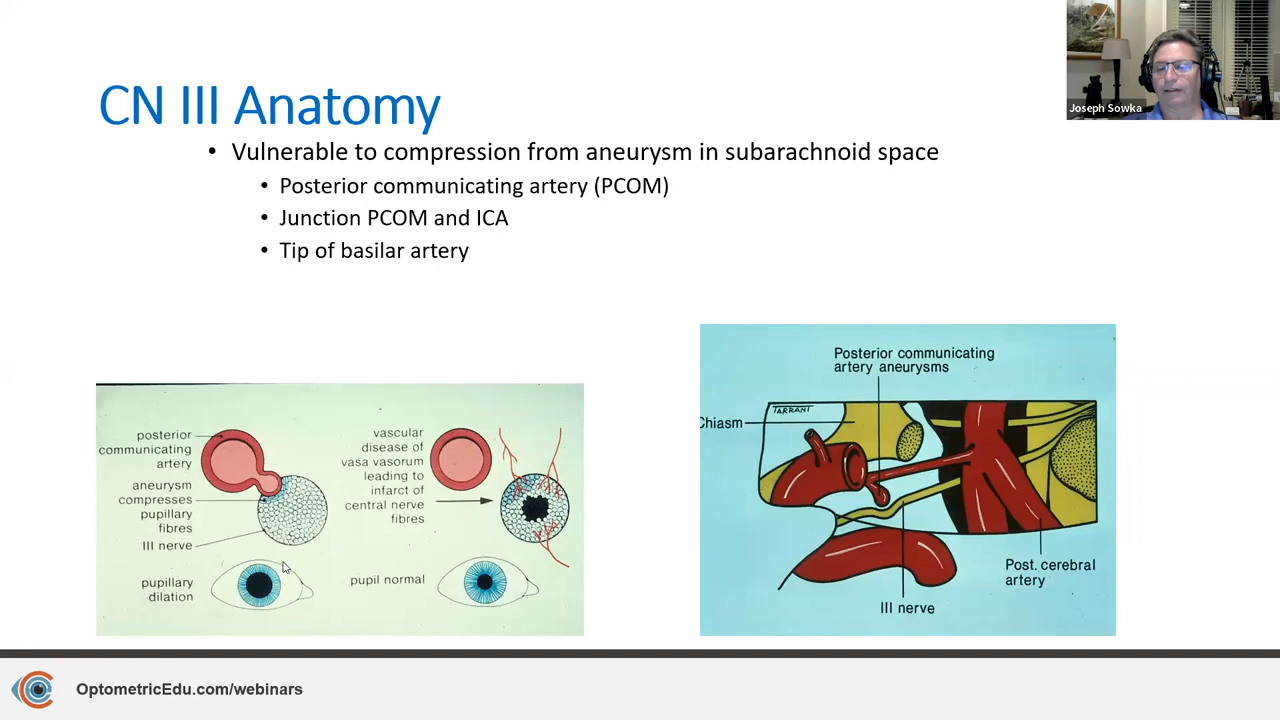 Joseph Sowka
CN III Anatomy
• Vulnerable to compression from aneurysm in subarachnoid space
• Posterior communicating artery (PCOM)
• Junction PCOM and ICA
• Tip of basilar artery
posterior
communicating
artery
aneurysm
compresses
pupillary
fibres
III nerve
pupillary
dilation
vascular
disease of
vasa vasorum
leading to
infarct of
central nerve
fibres
pupil normal
Posterior communicating
artery aneurysms
TARRANT
Chiasm
Post. cerebral
artery
III nerve
OptometricEdu.com/webinars